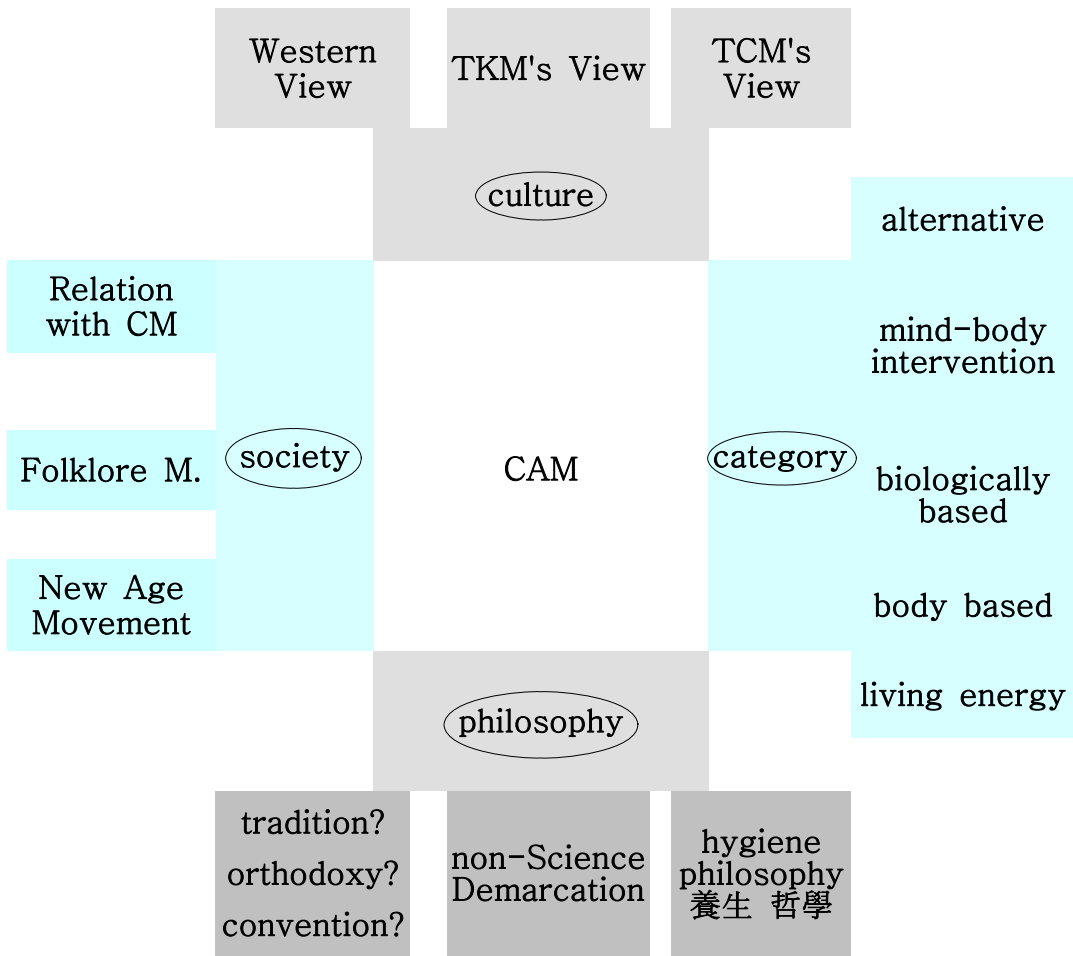 Western
View
TKM's View
TCM's
View
culture
alternative
Relation
with CM
mind-body
intervention
Folklore M.
society
CAM
category
biologically
based
New Age
Movement
body based
living energy
philosophy
tradition?
orthodoxy?
convention?
non-Science
Demarcation
hygiene
philosophy
養生 哲學